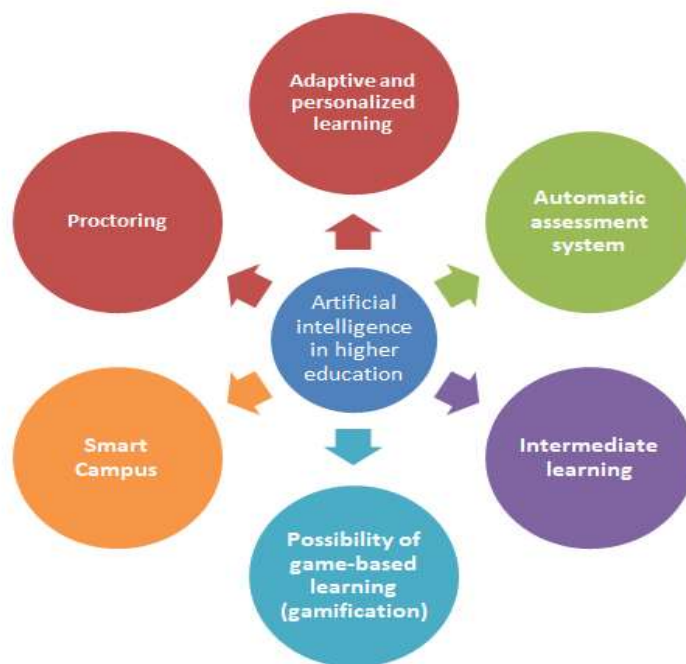 Adaptive and
personalized
learning
Proctoring
Automatic
assessment
system
Artificial
intelligence
in higher
education
Smart
Campus
Intermediate
learning
Possibility of
game-based
learning
(gamification)